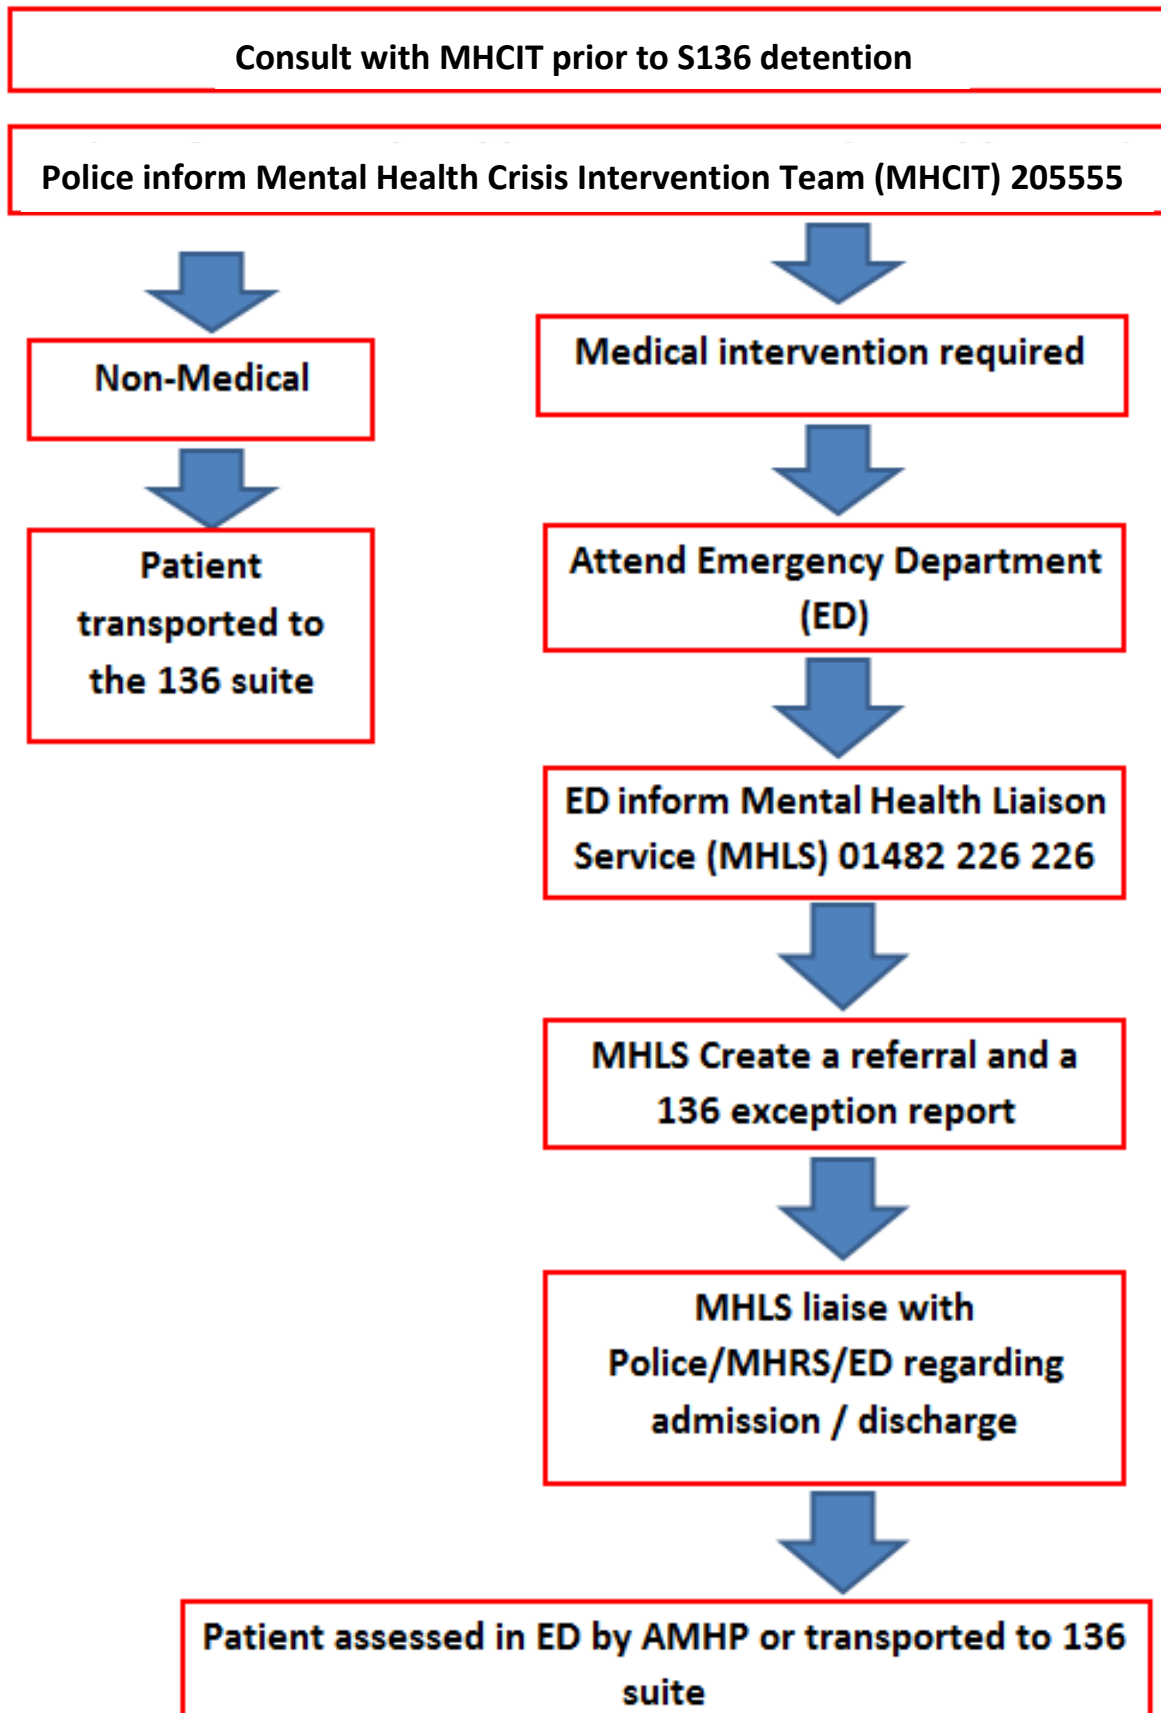 Consult with MHCIT prior to S136 detention
Police inform Mental Health Crisis Intervention Team (MHCIT) 205555
Non-Medical
Patient
transported to
the 136 suite
Medical intervention required
Attend Emergency Department
(ED)
ED inform Mental Health Liaison
Service (MHLS) 01482 226 226
MHLS Create a referral and a
136 exception report
MHLS liaise with
Police/MHRS/ED regarding
admission / discharge
Patient assessed in ED by AMHP or transported to 136
suite